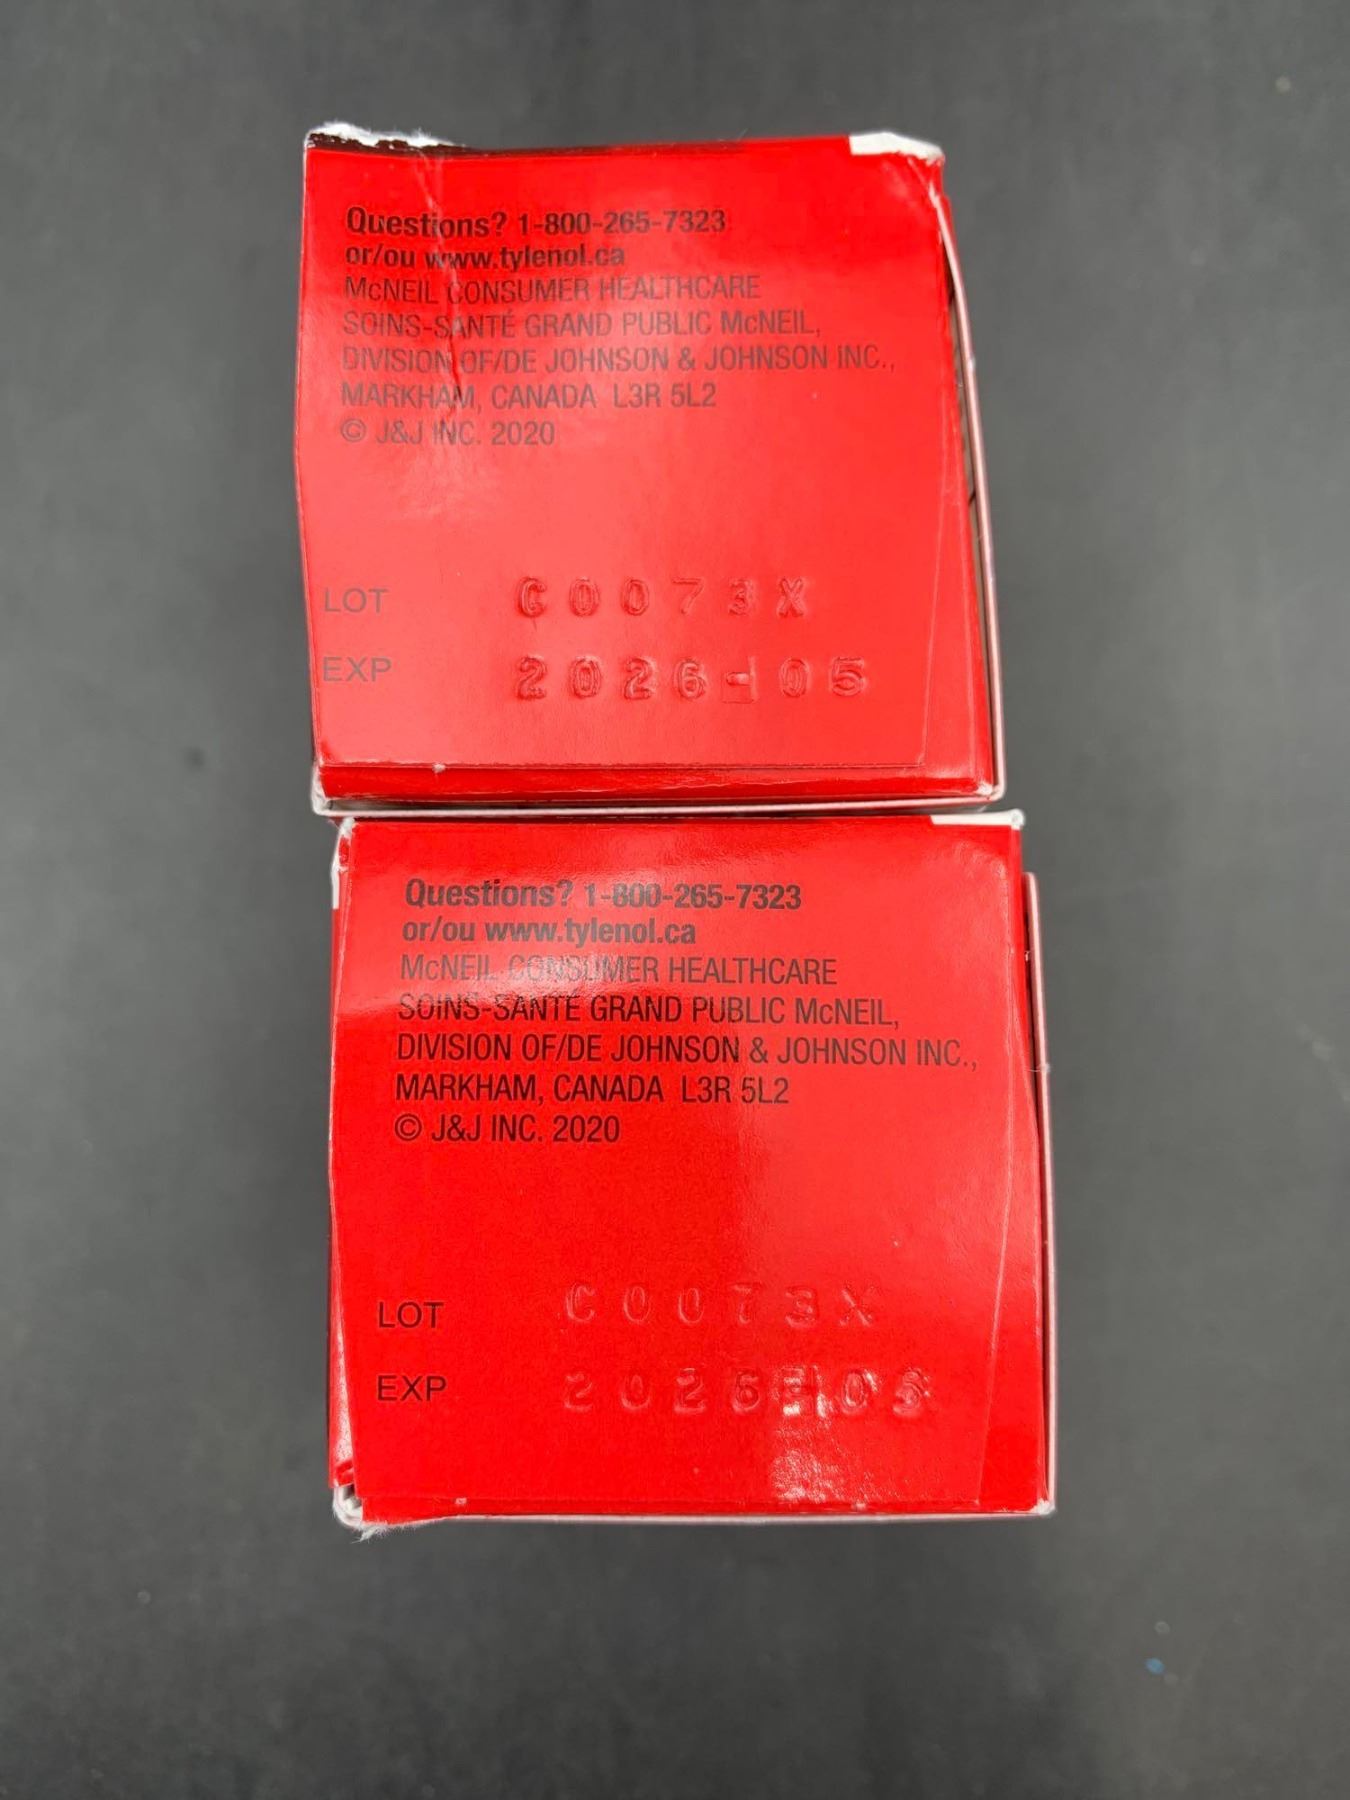 Questions? 1-800-265-7323
or/ou www.tylenol.ca
McNEIL CONSUMER HEALTHCARE
SOINS-SANTÉ GRAND PUBLIC McNEIL,
DIVISION OF/DE JOHNSON & JOHNSON INC.,
MARKHAM, CANADA L3R 5L2
© J&J INC. 2020
LOT C0073X
EXP 2026-05
Questions? 1-800-265-7323
or/ou www.tylenol.ca
McNEIL CONSUMER HEALTHCARE
SOINS-SANTÉ GRAND PUBLIC McNEIL,
DIVISION OF/DE JOHNSON & JOHNSON INC.,
MARKHAM, CANADA L3R 5L2
© J&J INC. 2020
LOT C0073X
EXP